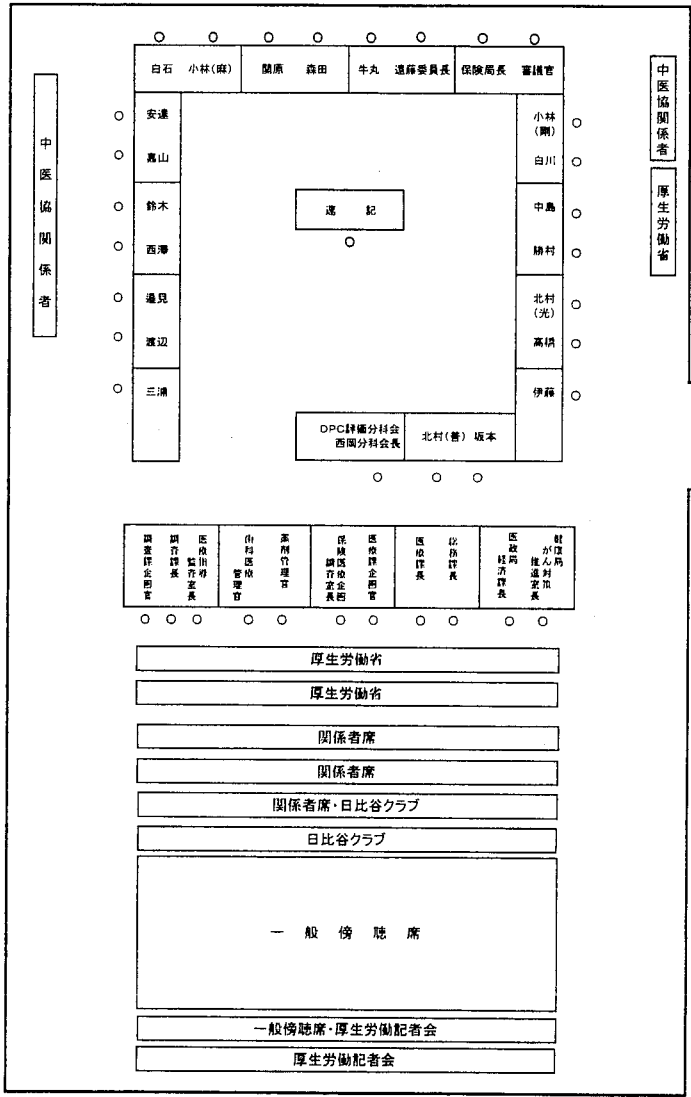 白石 小林(麻) 関原 森田 牛丸 遠藤委員長 保険局長 審議官
中医協関係者
安達
嘉山
鈴木
西澤
邉見
渡辺
三浦
速 記
小林
(剛)
白川
中島
勝村
北村
(光)
高橋
伊藤
中医協関係者
厚生労働省
DPC評価分科会
西岡分科会長
北村(善) 坂本
調査課企画官
調査課長
医療指導
監査室長
歯科医療
管理官
薬剤管理官
保険医療企画
調査室長
医療課企画官
医療課長
総務課長
医政局
経済課長
健康局
がん対策
推進室長
厚生労働省
厚生労働省
関係者席
関係者席
関係者席・日比谷クラブ
日比谷クラブ
一 般 傍 聴 席
一般傍聴席・厚生労働記者会
厚生労働記者会